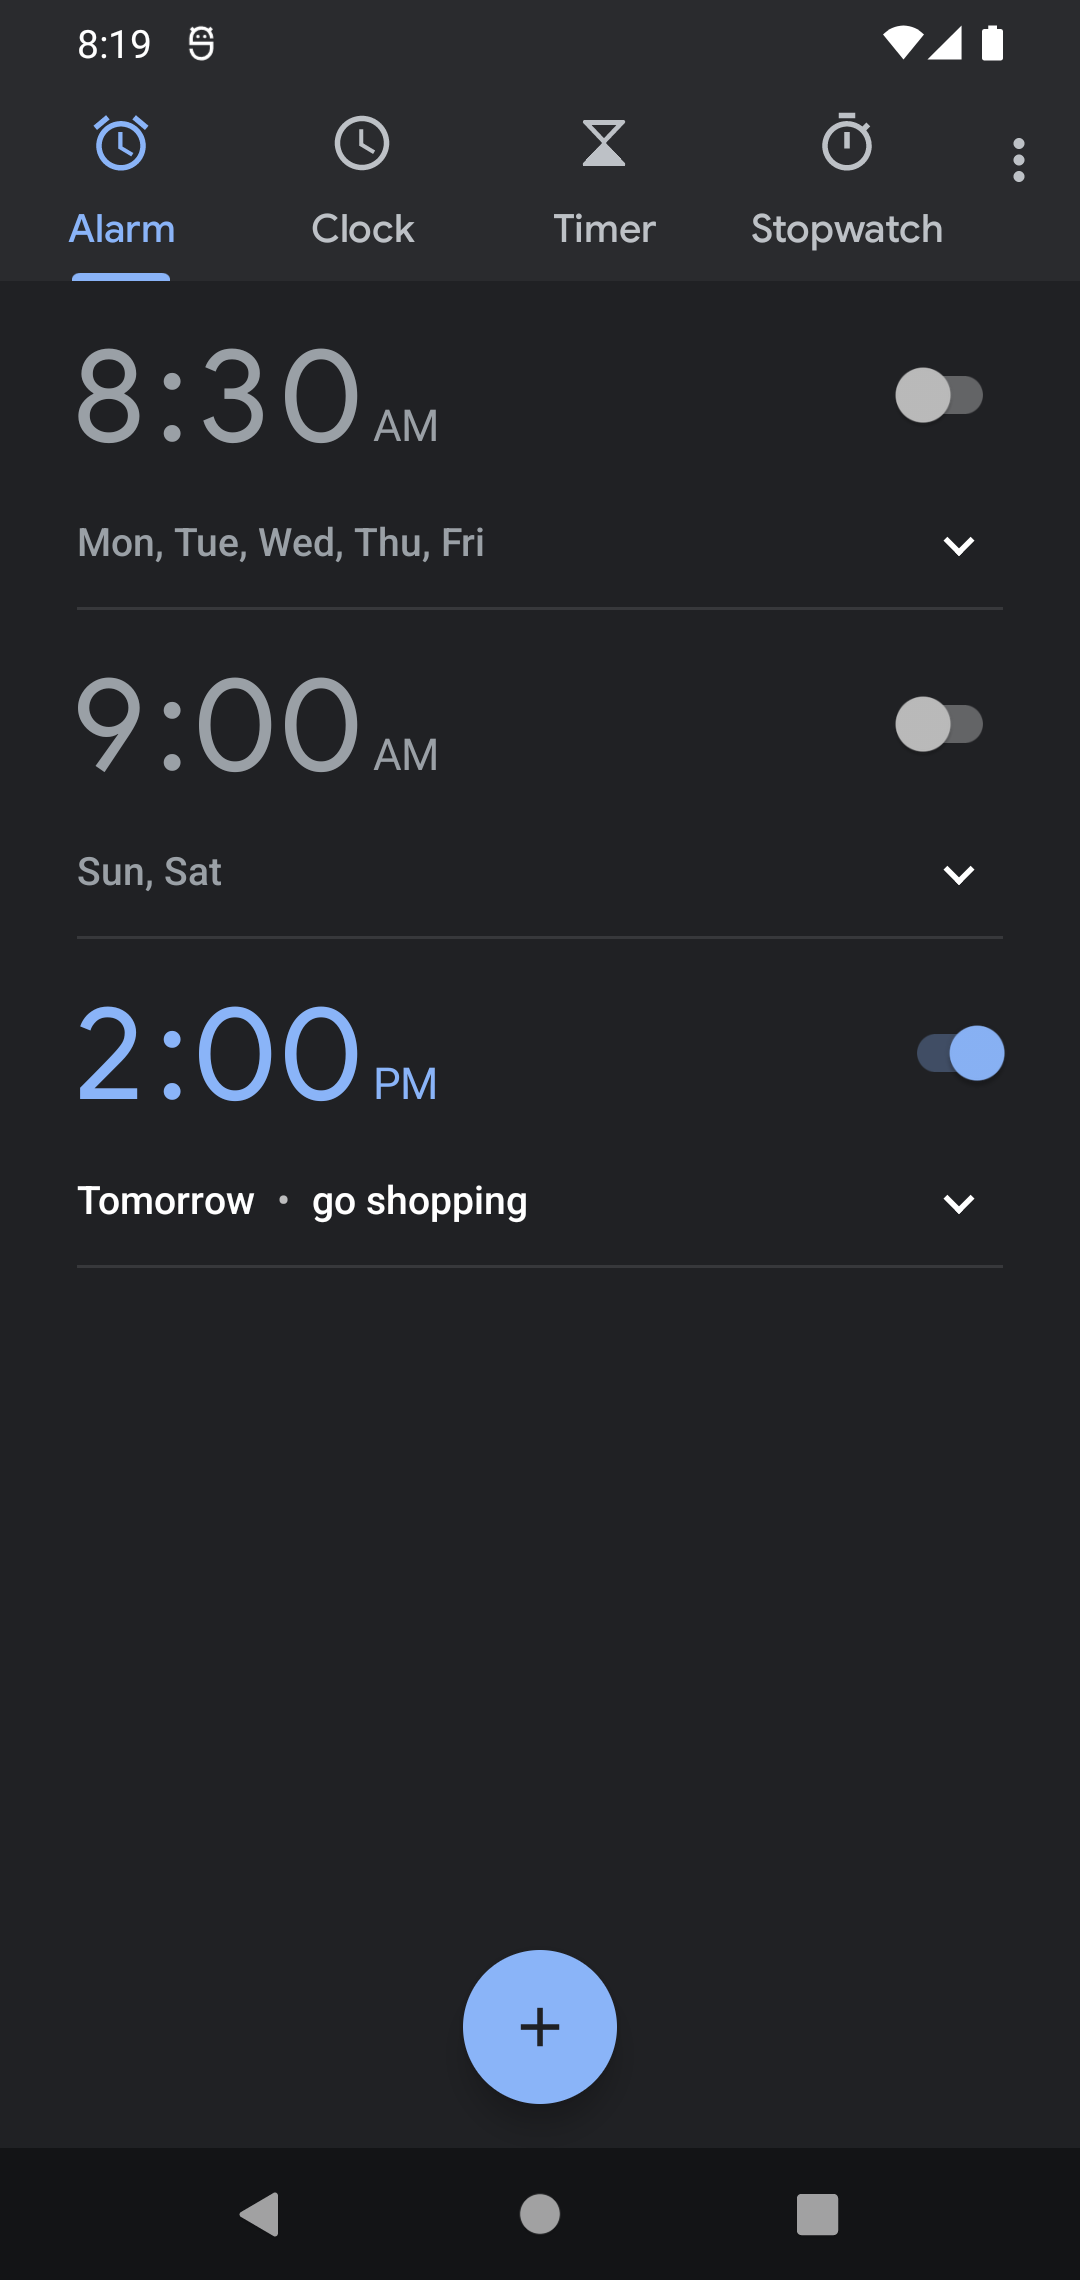 8:19
Alarm Clock Timer Stopwatch
8:30 AM
Mon, Tue, Wed, Thu, Fri
9:00 AM
Sun, Sat
2:00 PM
Tomorrow • go shopping